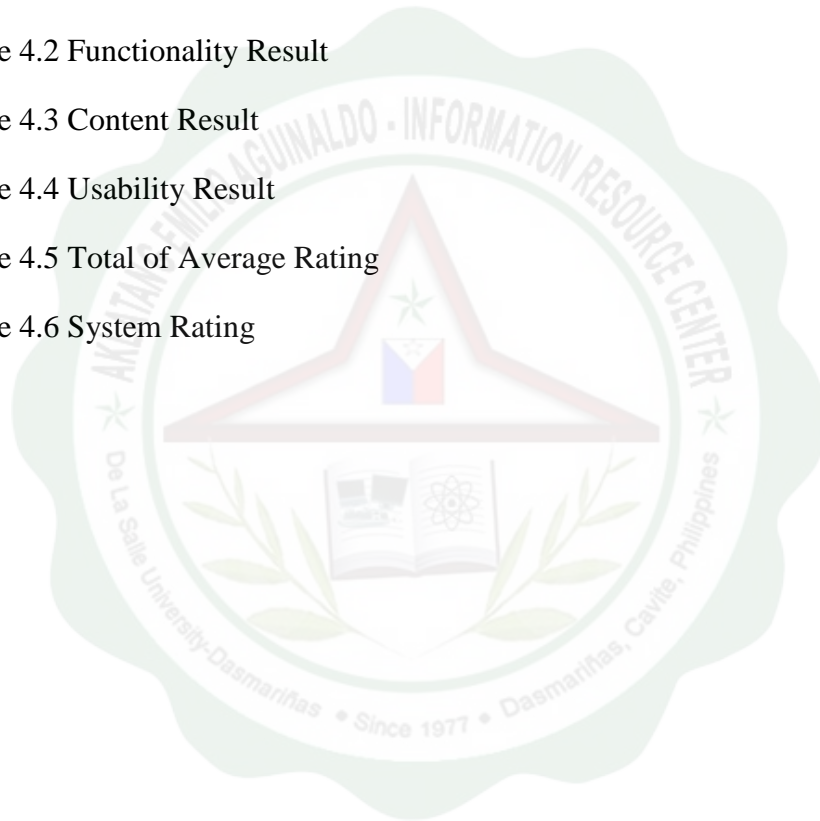 e 4.2 Functionality Result
e 4.3 Content Result
e 4.4 Usability Result
e 4.5 Total of Average Rating
e 4.6 System Rating
AKLATANG EMILIO AGUINALDO - INFORMATION RESOURCE CENTER
De La Salle University-Dasmariñas • Since 1977 • Dasmariñas, Cavite, Philippines